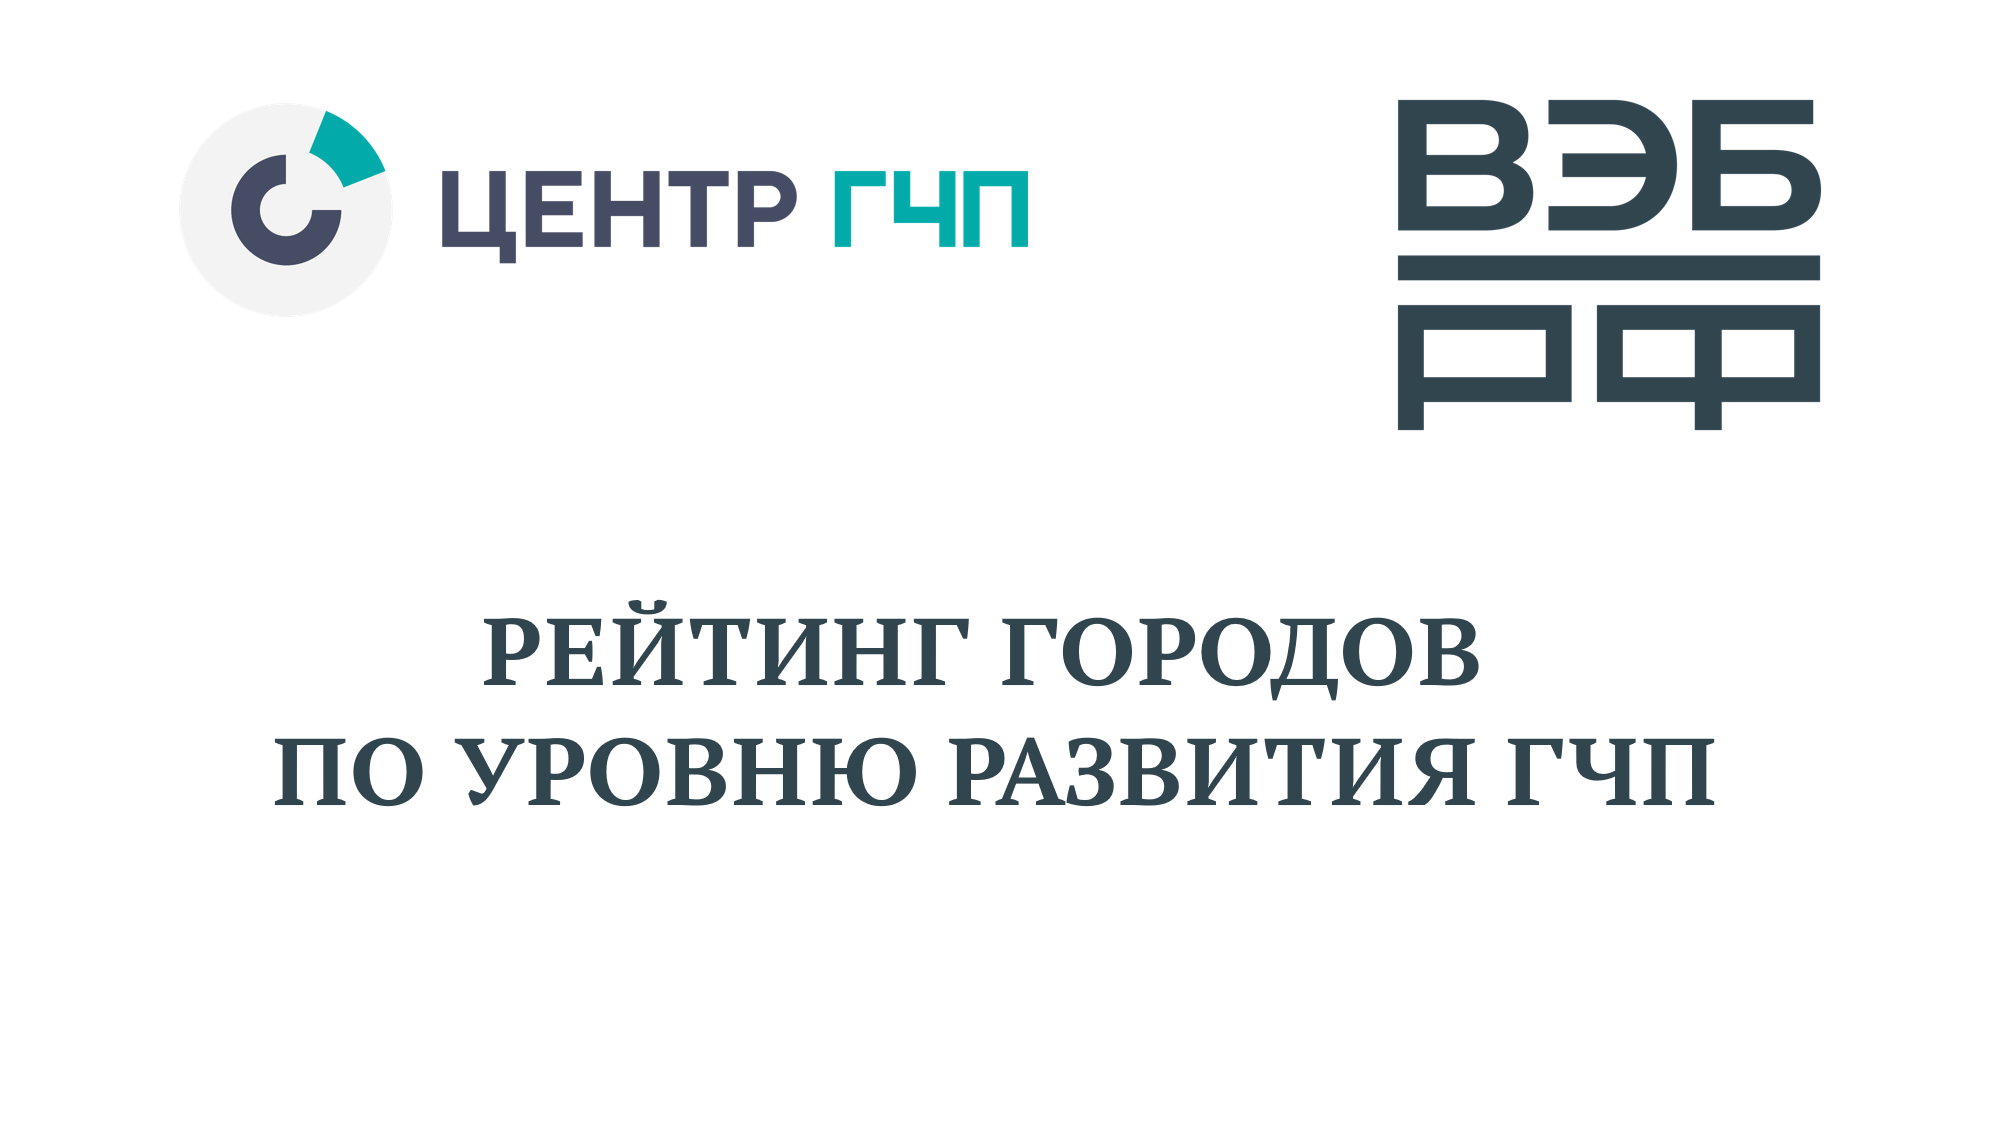 ЦЕНТР ГЧП
ВЭБ
РФ
РЕЙТИНГ ГОРОДОВ
ПО УРОВНЮ РАЗВИТИЯ ГЧП